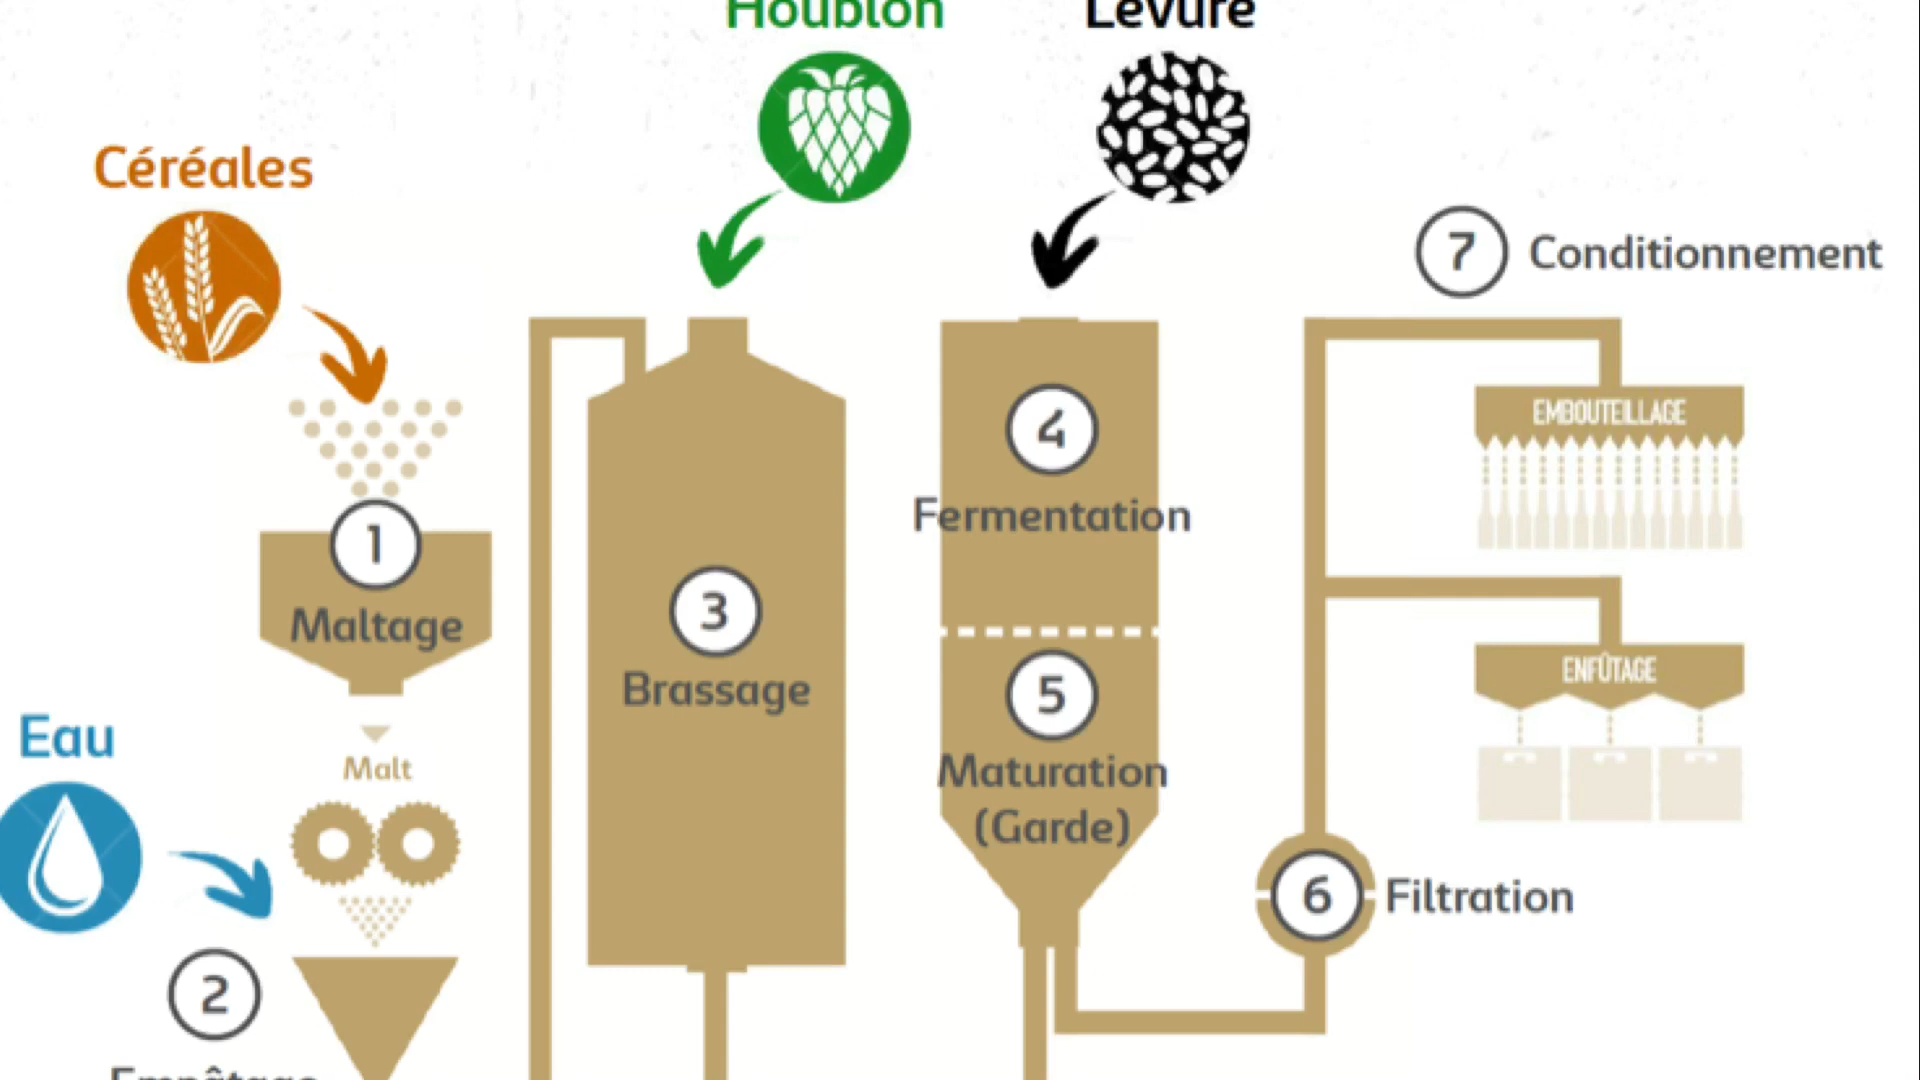 Houblon
Levure
Céréales
7 Conditionnement
EMBOUTEILLAGE
4
Fermentation
1
Maltage
3
Brassage
ENFÛTAGE
5
Maturation
(Garde)
Eau
Malt
6 Filtration
2
Empâtage